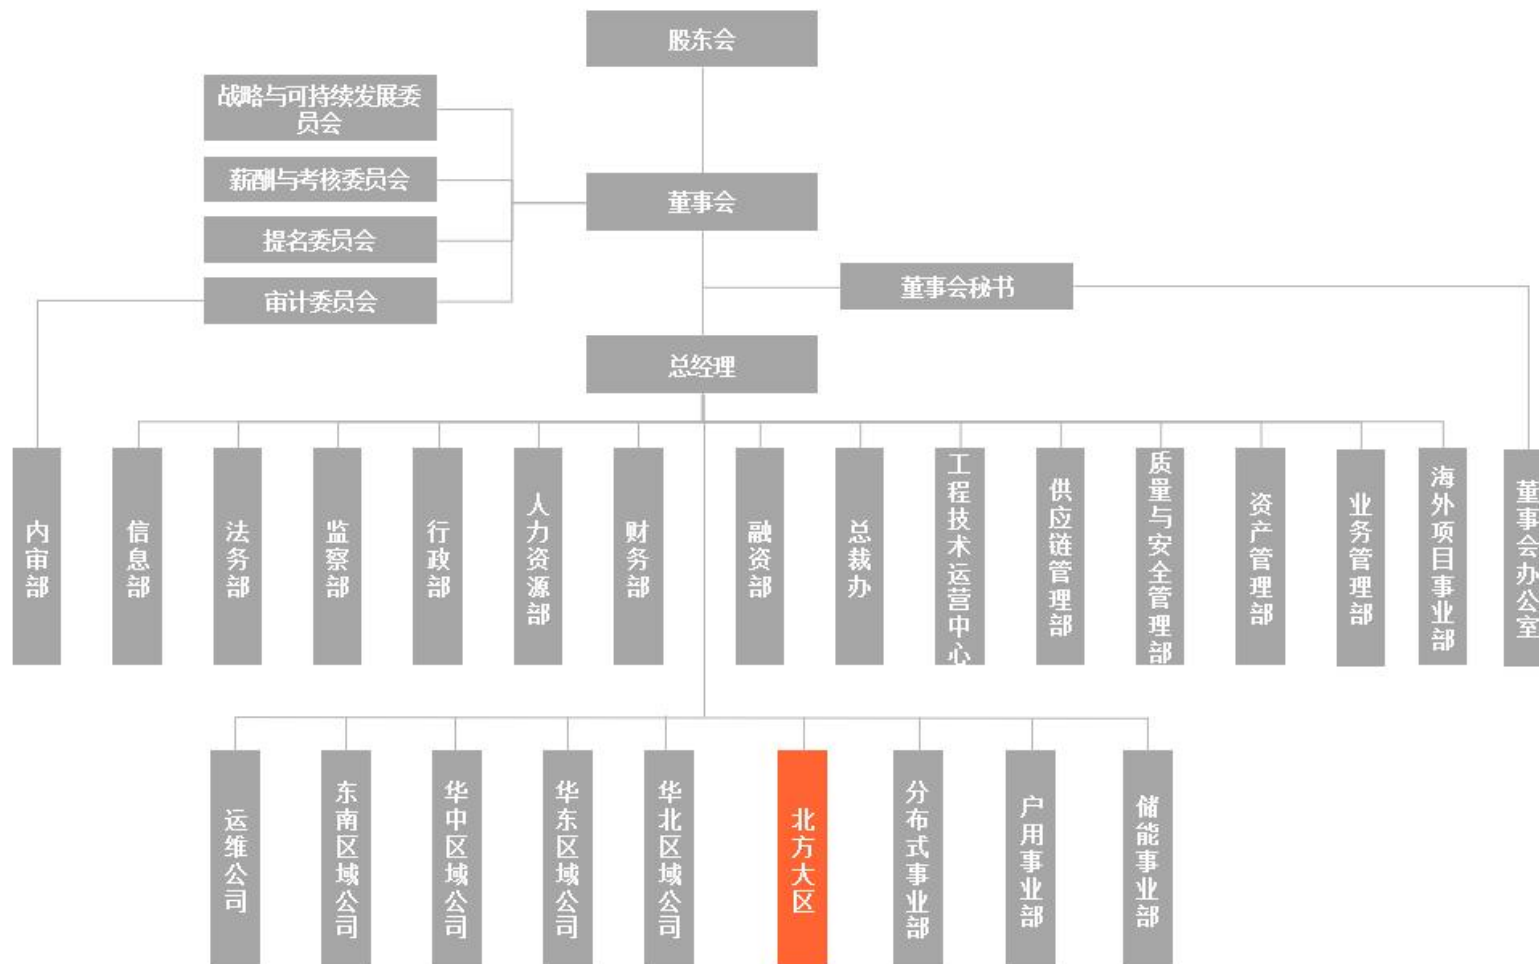 股东会
战略与可持续发展委
员会
薪酬与考核委员会
董事会
提名委员会
审计委员会
董事会秘书
总经理
内审部
信息部
法务部
监察部
行政部
人力资源部
财务部
融资部
总裁办
工程技术运营中心
供应链管理部
质量与安全管理部
资产管理部
业务管理部
海外项目事业部
董事会办公室
运维公司
东南区域公司
华中区域公司
华东区域公司
华北区域公司
北方大区
分布式事业部
户用事业部
储能事业部